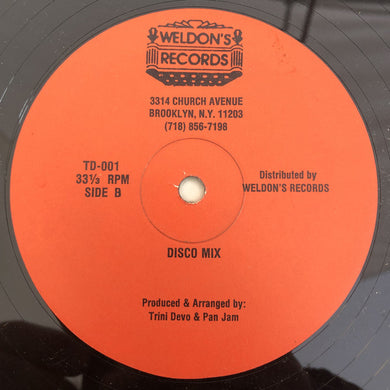 WELDON'S
RECORDS
3314 CHURCH AVENUE
BROOKLYN, N.Y. 11203
(718) 856-7198
TD-001
33⅓ RPM
SIDE B
Distributed by
WELDON'S RECORDS
DISCO MIX
Produced & Arranged by:
Trini Devo & Pan Jam